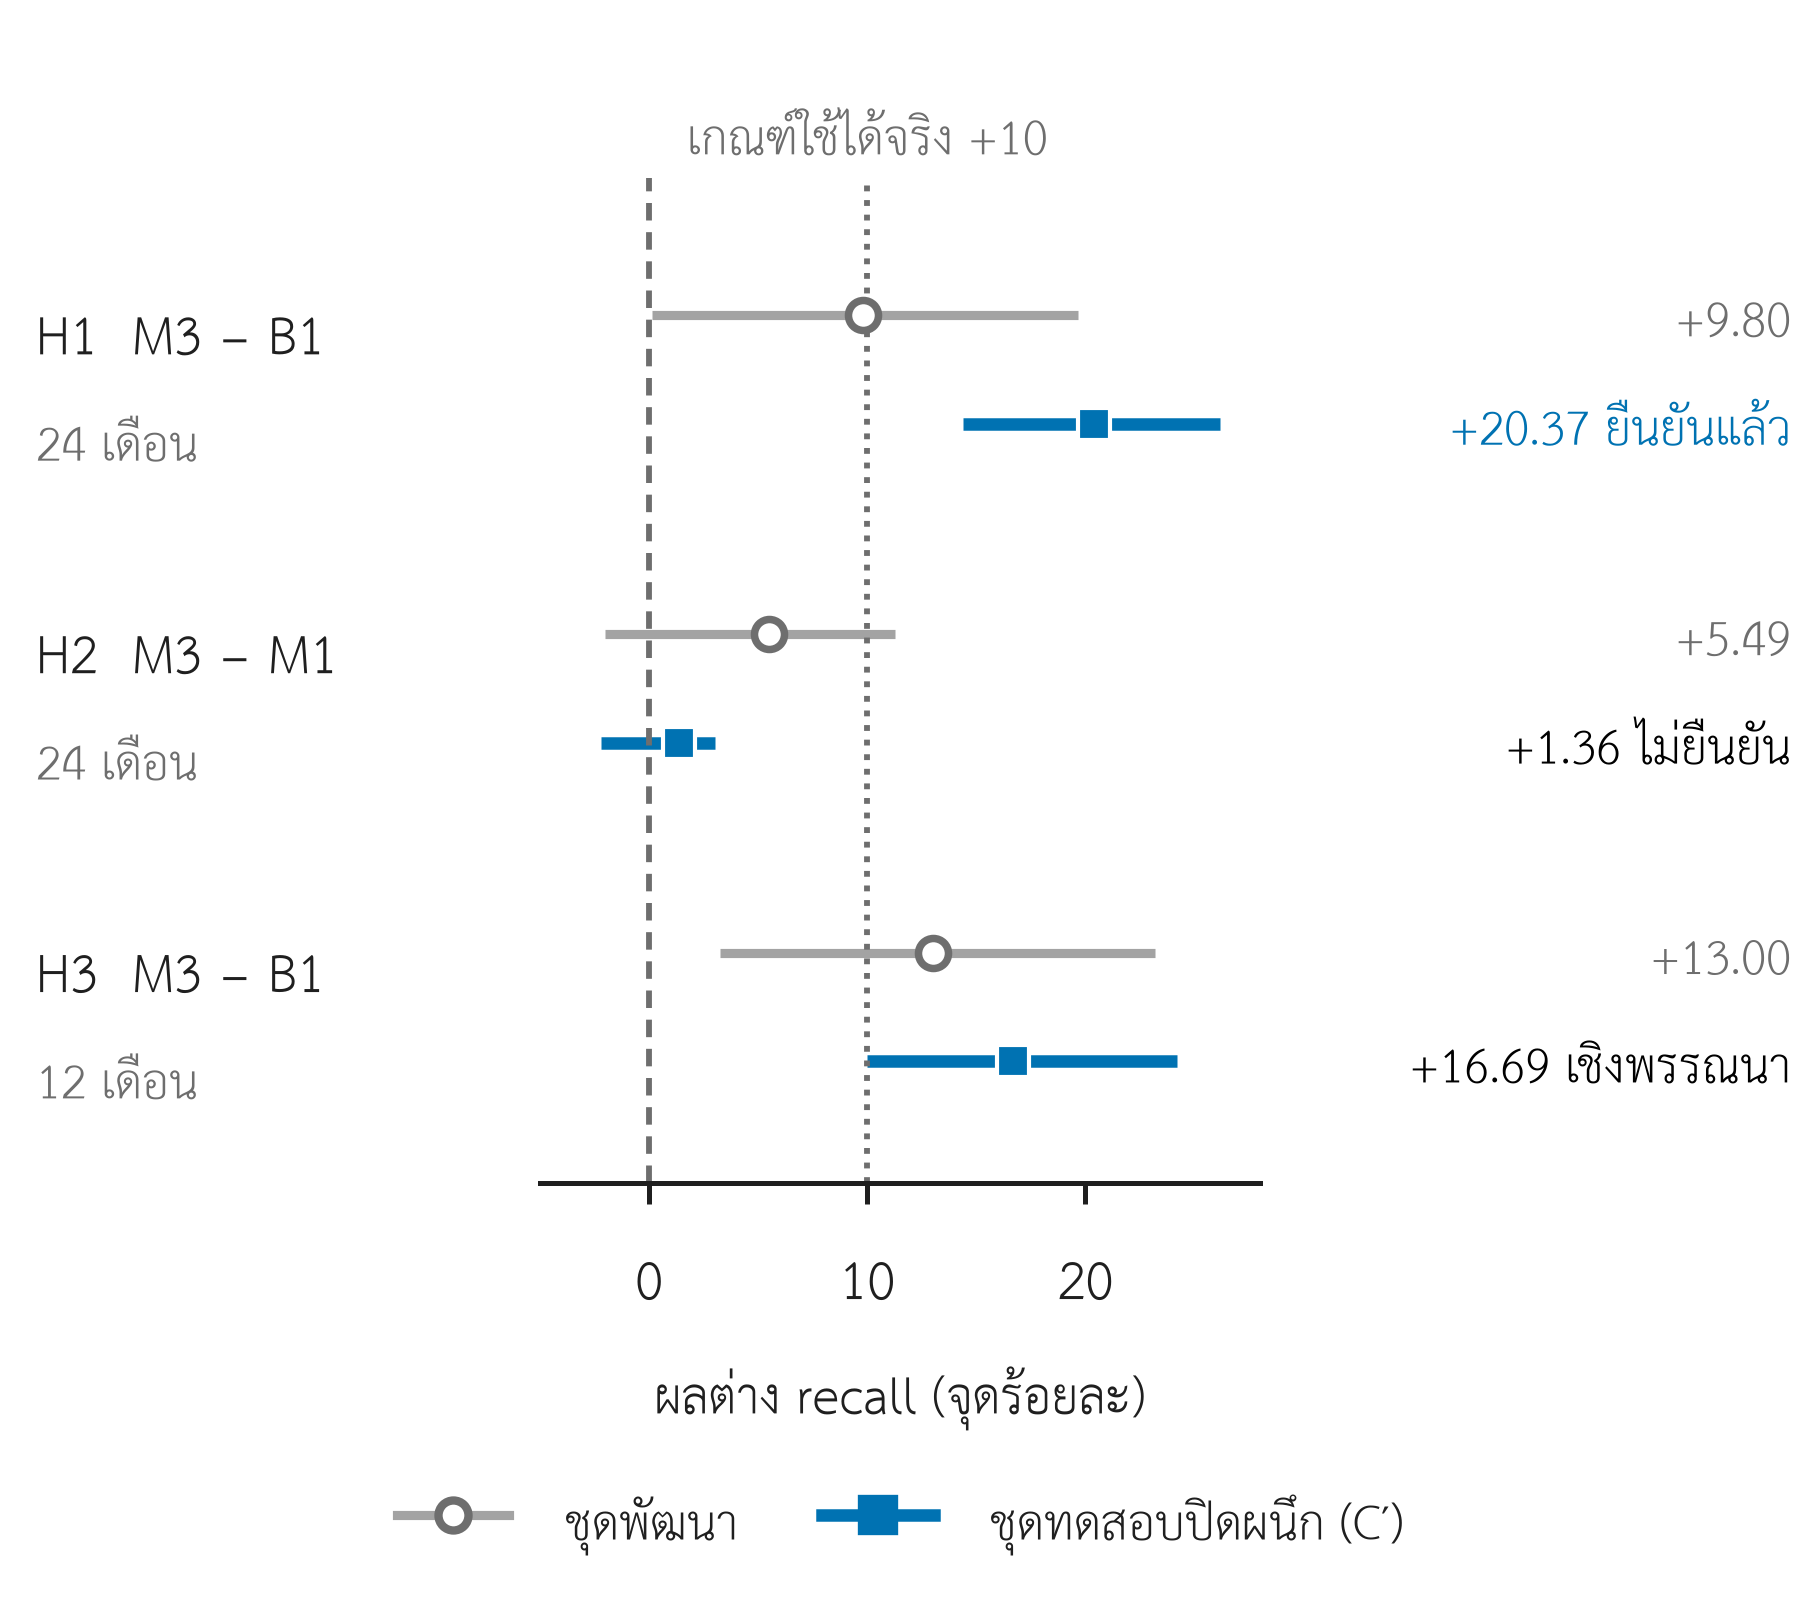 เกณฑ์ใช้ได้จริง +10
H1 M3 – B1
+9.80
24 เดือน
+20.37 ยืนยันแล้ว
H2 M3 – M1
+5.49
24 เดือน
+1.36 ไม่ยืนยัน
H3 M3 – B1
+13.00
12 เดือน
+16.69 เชิงพรรณนา
0 10 20
ผลต่าง recall (จุดร้อยละ)
ชุดพัฒนา ชุดทดสอบปิดผนึก (C′)